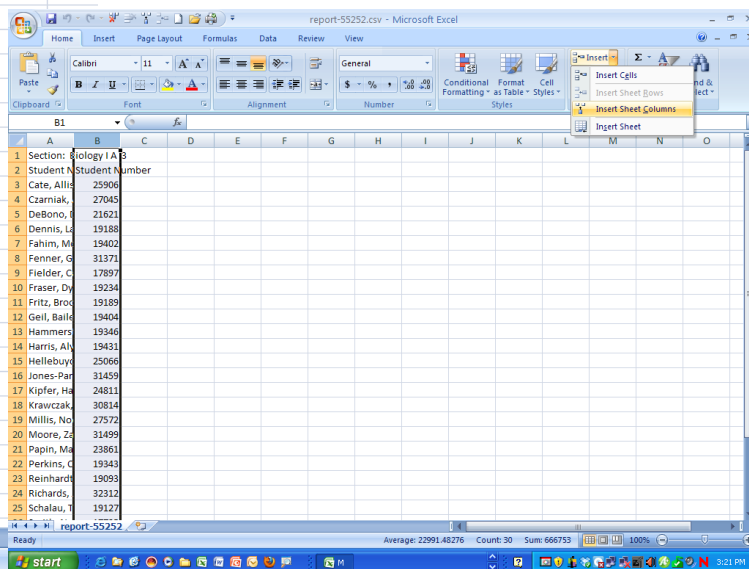 report-55252.csv - Microsoft Excel
Home Insert Page Layout Formulas Data Review View
Paste
Calibri 11 A A
General
B I U
$ % ,
Conditional Formatting as Table Cell Styles
Format
Insert
Clipboard Font Alignment Number Styles
Insert Cells
Insert Sheet Rows
Insert Sheet Columns
Insert Sheet
B1 fx
A B C D E F G H I J K L M N O
1 Section: Biology I A 3
2 Student N Student Number
3 Cate, Allis 25906
4 Czarniak, 27045
5 DeBono, 21621
6 Dennis, La 19188
7 Fahim, Mo 19402
8 Fenner, G 31371
9 Fielder, C 17897
10 Fraser, Dy 19234
11 Fritz, Broo 19189
12 Geil, Baile 19404
13 Hammers 19346
14 Harris, Aly 19431
15 Hellebuyc 25066
16 Jones-Par 31459
17 Kipfer, Ha 24811
18 Krawczak, 30814
19 Millis, No 27572
20 Moore, Za 31499
21 Papin, Ma 23861
22 Perkins, C 19343
23 Reinhardt 19093
24 Richards, 32312
25 Schalau, T 19127
report-55252
Ready Average: 22991.48276 Count: 30 Sum: 666753 100%
start M 3:21 PM